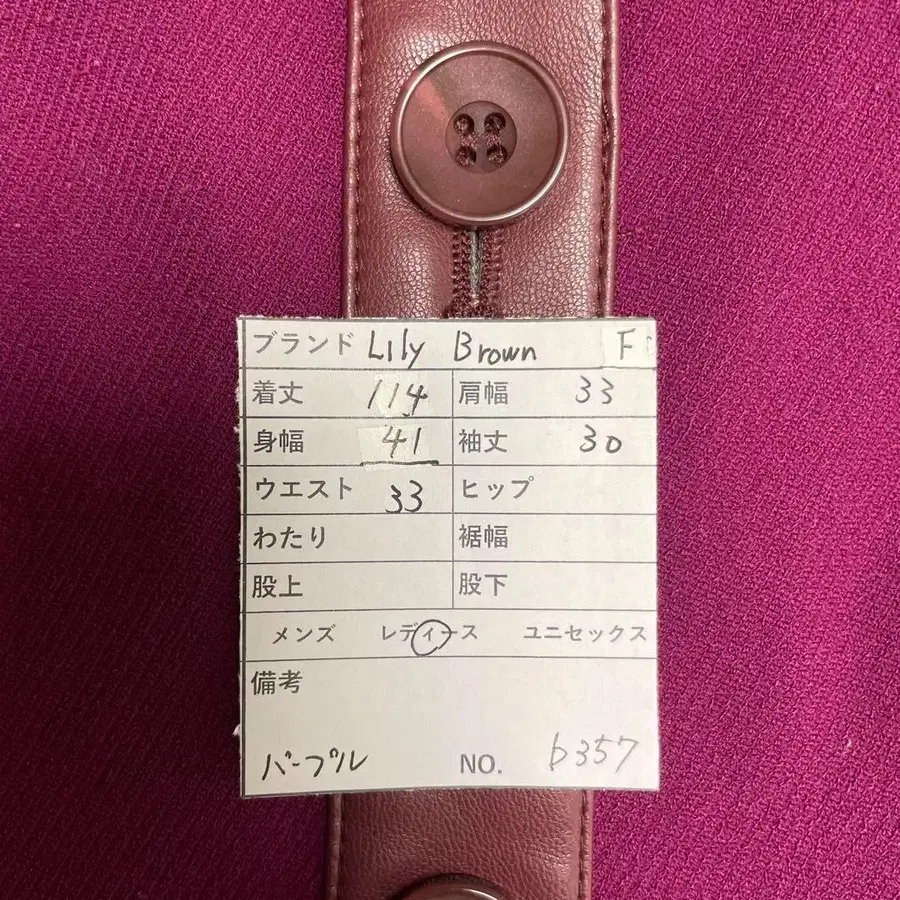 ブランド Lily Brown F
着丈 114 肩幅 33
身幅 41 袖丈 30
ウエスト 33 ヒップ
わたり 裾幅
股上 股下
メンズ レディース ユニセックス
備考
パープル NO. b357